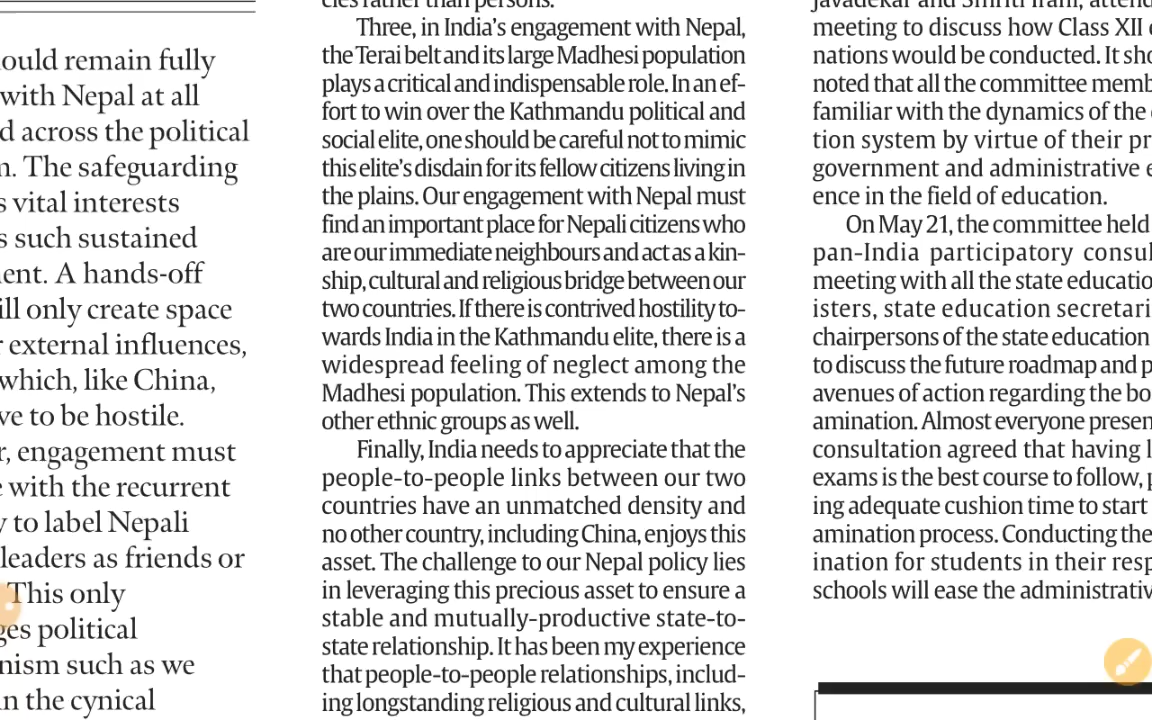 ould remain fully
with Nepal at all
d across the political
n. The safeguarding
s vital interests
s such sustained
ent. A hands-off
ill only create space
r external influences,
which, like China,
ve to be hostile.
r, engagement must
e with the recurrent
y to label Nepali
leaders as friends or
This only
ges political
nism such as we
in the cynical
cies rather than persons.
Three, in India's engagement with Nepal,
the Terai belt and its large Madhesi population
plays a critical and indispensable role. In an ef-
fort to win over the Kathmandu political and
social elite, one should be careful not to mimic
this elite's disdain for its fellow citizens living in
the plains. Our engagement with Nepal must
find an important place for Nepali citizens who
are our immediate neighbours and act as a kin-
ship, cultural and religious bridge between our
two countries. If there is contrived hostility to-
wards India in the Kathmandu elite, there is a
widespread feeling of neglect among the
Madhesi population. This extends to Nepal's
other ethnic groups as well.
Finally, India needs to appreciate that the
people-to-people links between our two
countries have an unmatched density and
no other country, including China, enjoys this
asset. The challenge to our Nepal policy lies
in leveraging this precious asset to ensure a
stable and mutually-productive state-to-
state relationship. It has been my experience
that people-to-people relationships, includ-
ing longstanding religious and cultural links,
Javadekar and Smriti Irani, attend
meeting to discuss how Class XII
nations would be conducted. It sho
noted that all the committee memb
familiar with the dynamics of the
tion system by virtue of their pr
government and administrative e
ence in the field of education.
On May 21, the committee held
pan-India participatory consul
meeting with all the state educatio
isters, state education secretari
chairpersons of the state education
to discuss the future roadmap and p
avenues of action regarding the bo
amination. Almost everyone presen
consultation agreed that having l
exams is the best course to follow, p
ing adequate cushion time to start
amination process. Conducting the
ination for students in their resp
schools will ease the administrativ